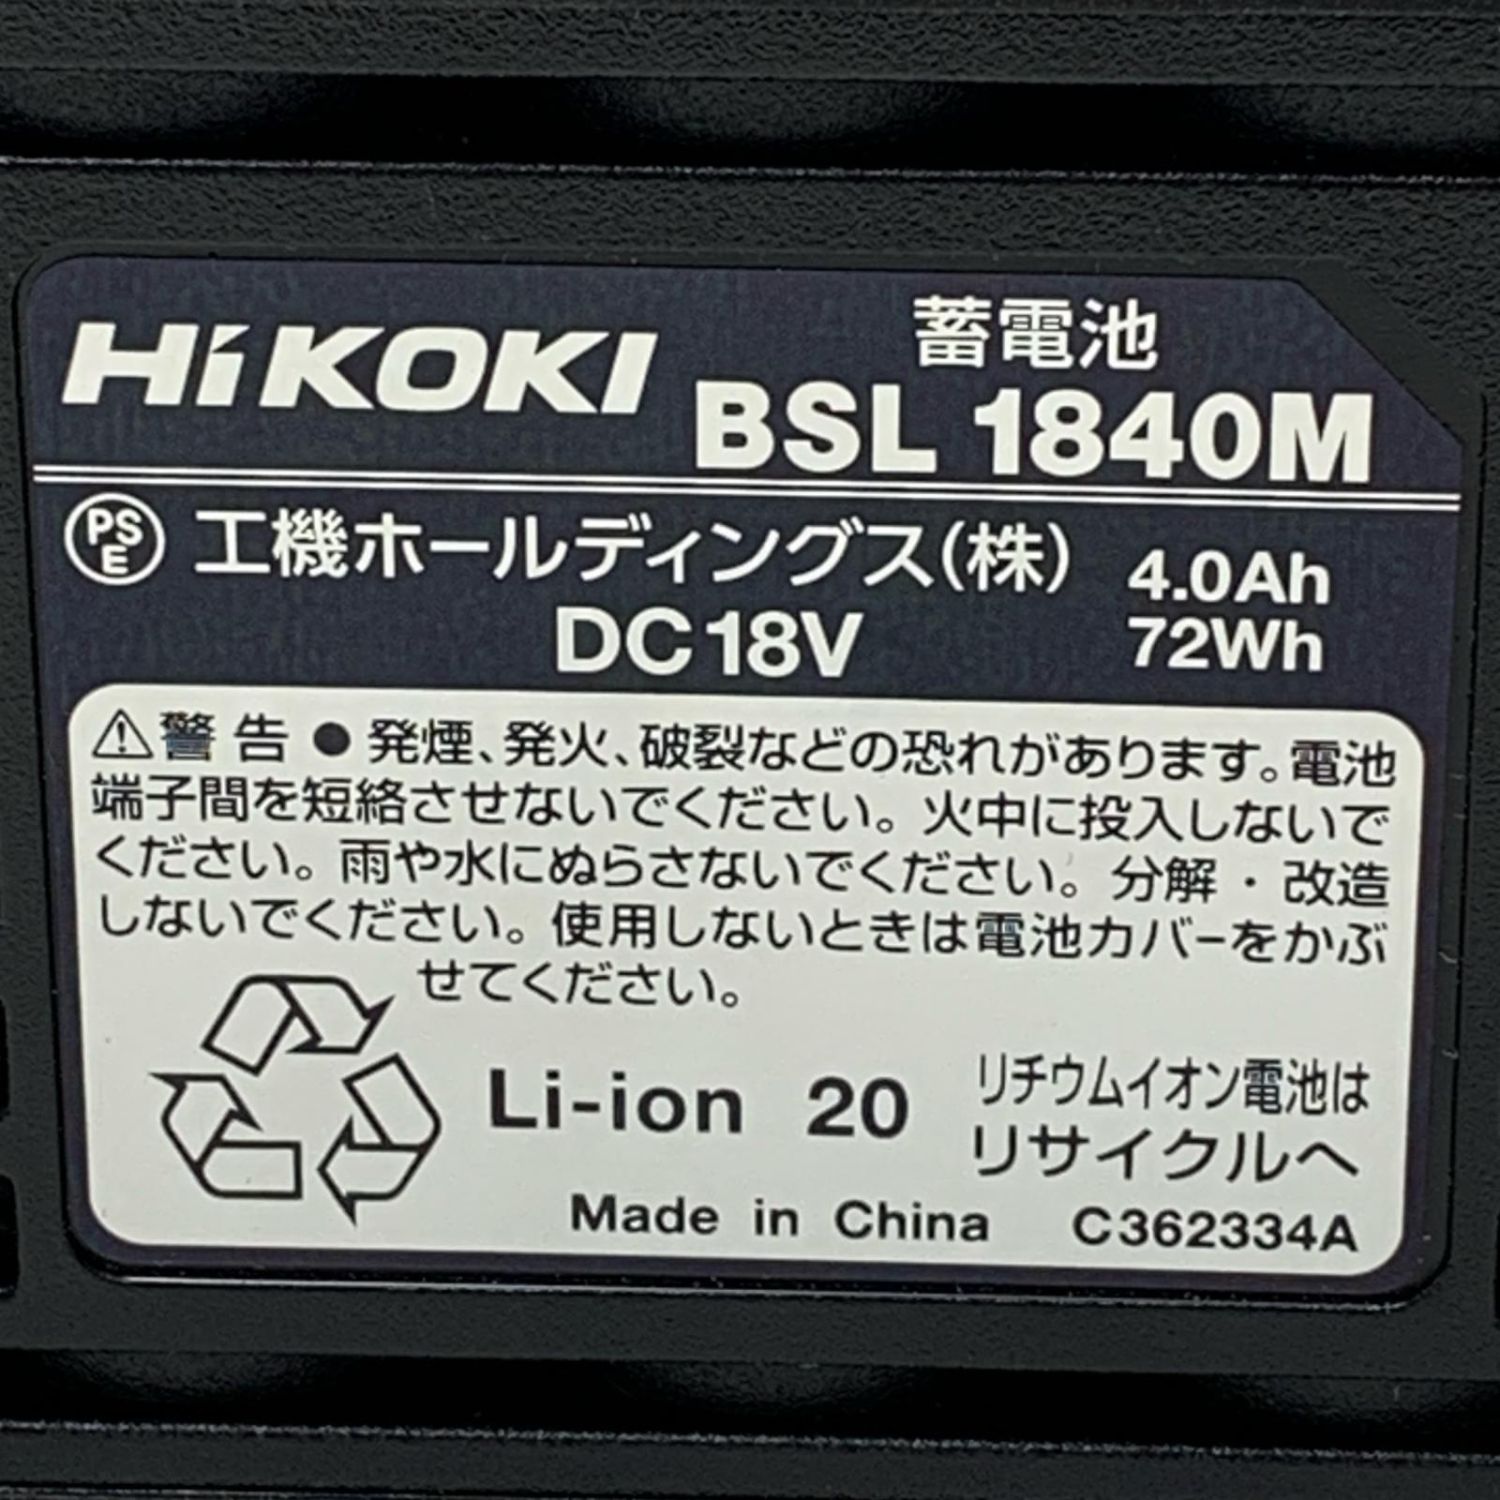 HiKOKI
蓄電池
BSL 1840M
PSE 工機ホールディングス(株)
4.0Ah
DC18V
72Wh
⚠警告 ●発煙、発火、破裂などの恐れがあります。電池
端子間を短絡させないでください。火中に投入しないで
ください。雨や水にぬらさないでください。分解・改造
しないでください。使用しないときは電池カバーをかぶ
せてください。
Li-ion 20
リチウムイオン電池は
リサイクルへ
Made in China C362334A